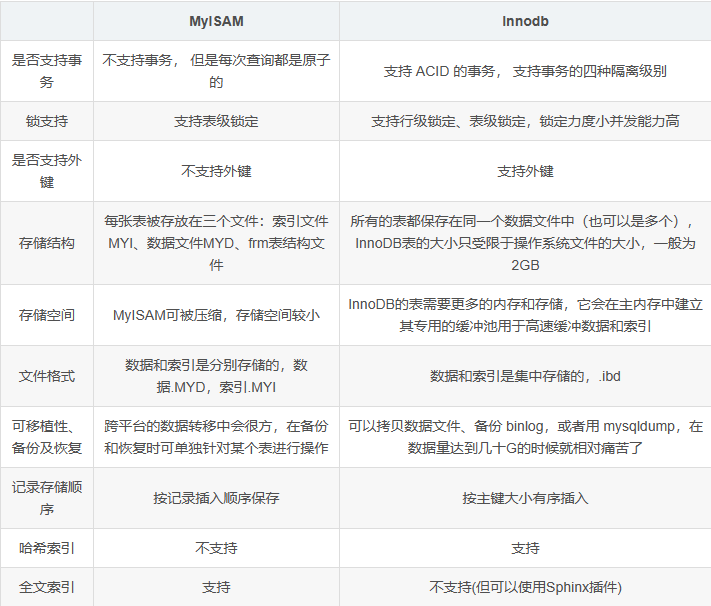 MyISAM
Innodb
是否支持事
务
不支持事务， 但是每次查询都是原子
的
支持 ACID 的事务， 支持事务的四种隔离级别
锁支持
支持表级锁定
支持行级锁定、表级锁定，锁定力度小并发能力高
是否支持外
键
不支持外键
支持外键
存储结构
每张表被存放在三个文件：索引文件
MYI、数据文件MYD、frm表结构文
件
所有的表都保存在同一个数据文件中（也可以是多个），
InnoDB表的大小只受限于操作系统文件的大小，一般为
2GB
存储空间
MyISAM可被压缩，存储空间较小
InnoDB的表需要更多的内存和存储，它会在主内存中建立
其专用的缓冲池用于高速缓冲数据和索引
文件格式
数据和索引是分别存储的，数
据.MYD，索引.MYI
数据和索引是集中存储的，.ibd
可移植性、
备份及恢复
跨平台的数据转移中会很方，在备份
和恢复时可单独针对某个表进行操作
可以拷贝数据文件、备份 binlog，或者用 mysqldump，在
数据量达到几十G的时候就相对痛苦了
记录存储顺
序
按记录插入顺序保存
按主键大小有序插入
哈希索引
不支持
支持
全文索引
支持
不支持(但可以使用Sphinx插件)